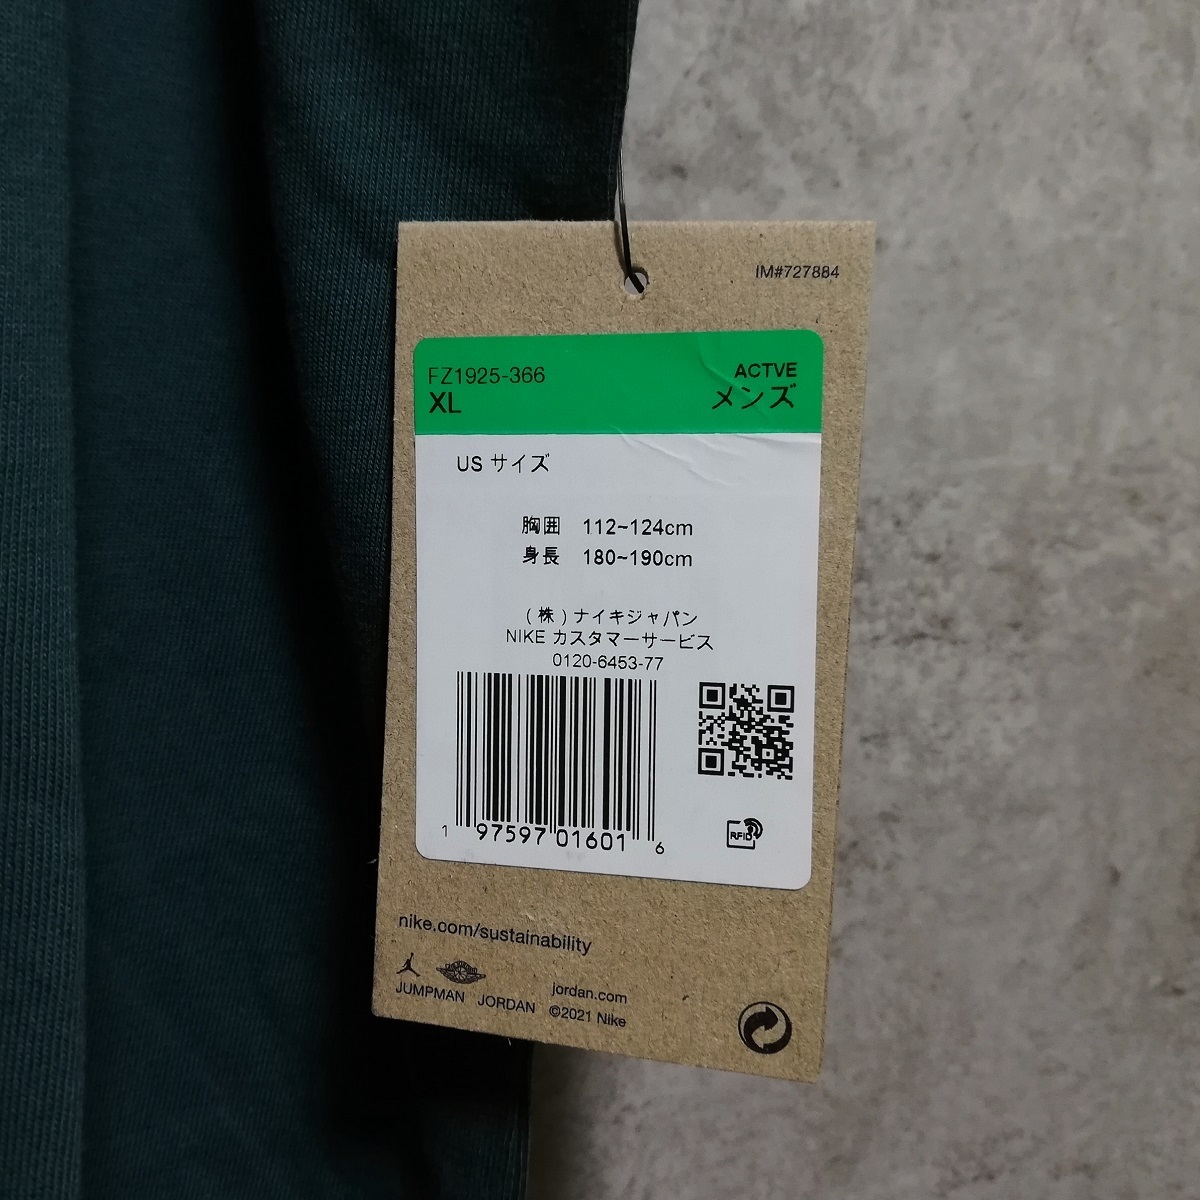 IM#727884
FZ1925-366 ACTVE
XL メンズ
US サイズ
胸囲 112~124cm
身長 180~190cm
(株)ナイキジャパン
NIKE カスタマーサービス
0120-6453-77
1 97597 01601 6
RFID
nike.com/sustainability
JUMPMAN JORDAN
jordan.com
©2021 Nike